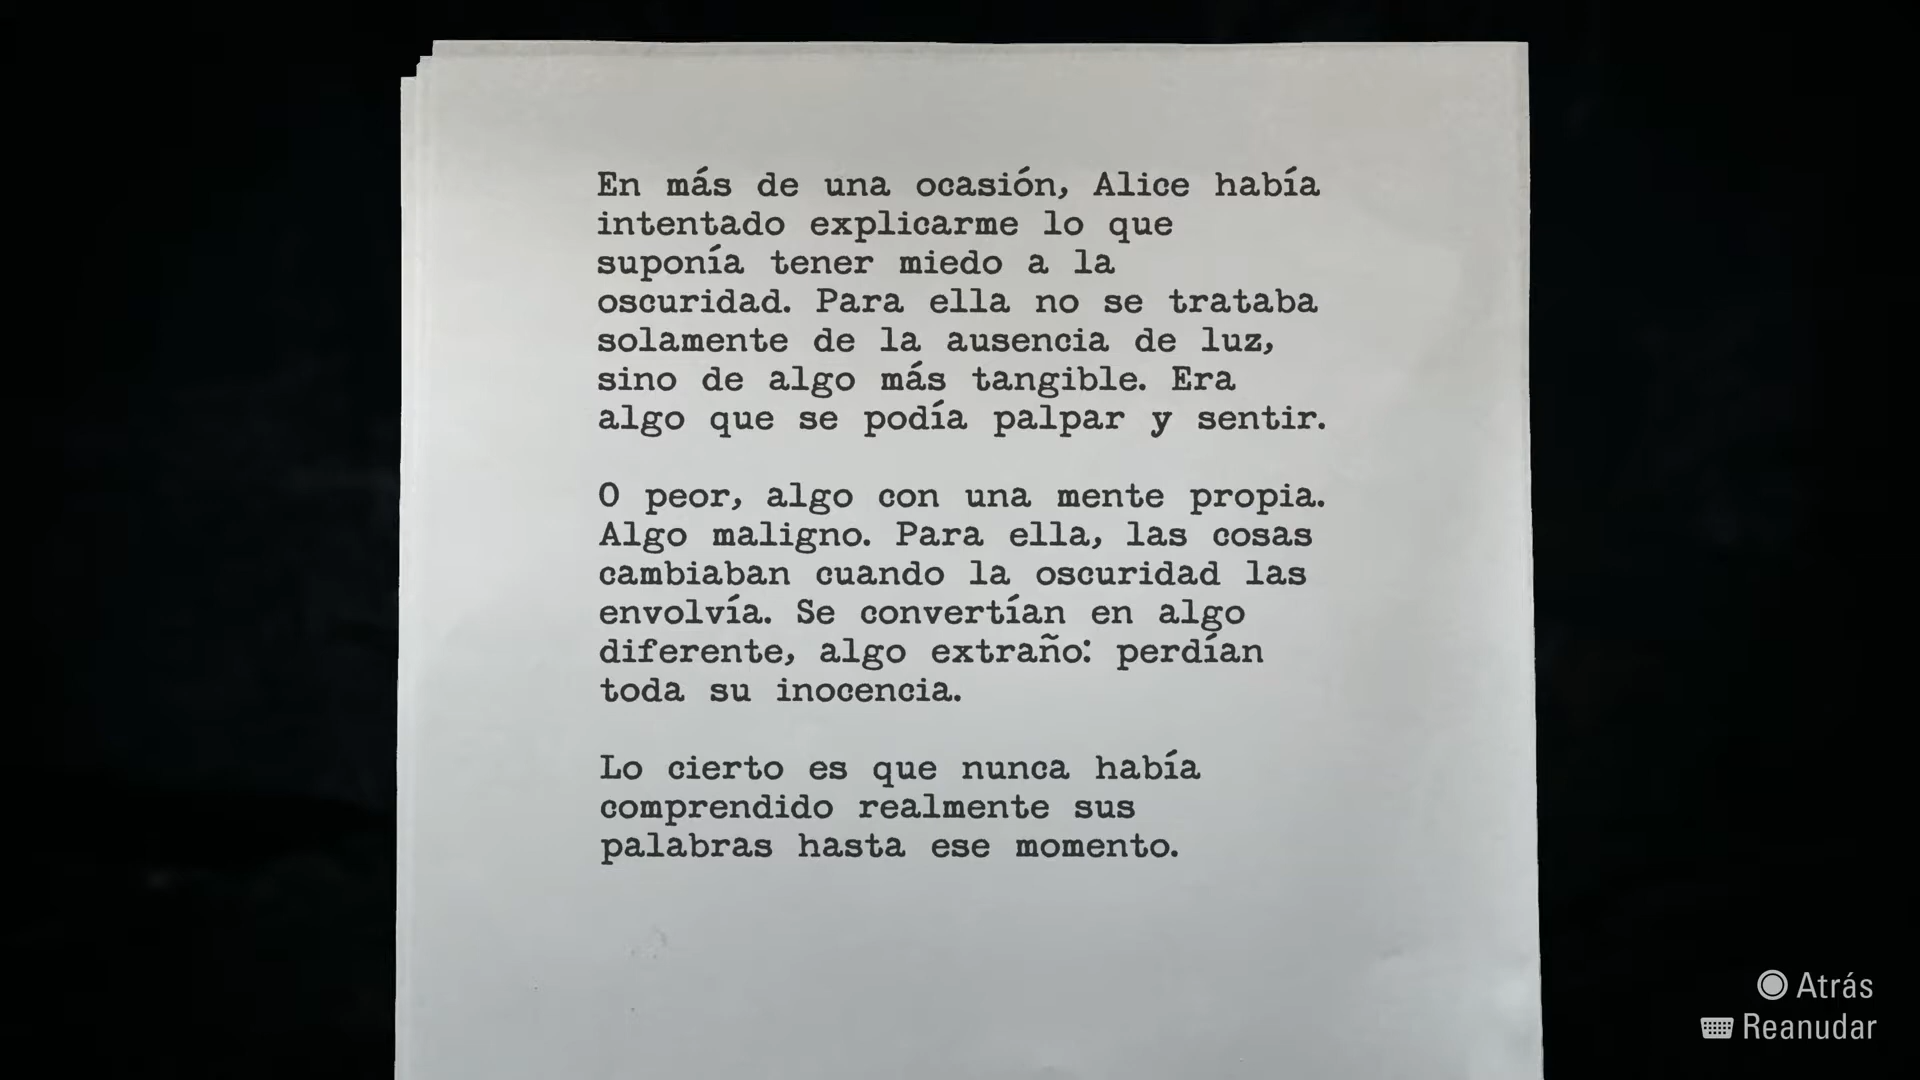 En más de una ocasión, Alice había
intentado explicarme lo que
suponía tener miedo a la
oscuridad. Para ella no se trataba
solamente de la ausencia de luz,
sino de algo más tangible. Era
algo que se podía palpar y sentir.
O peor, algo con una mente propia.
Algo maligno. Para ella, las cosas
cambiaban cuando la oscuridad las
envolvía. Se convertían en algo
diferente, algo extraño: perdían
toda su inocencia.
Lo cierto es que nunca había
comprendido realmente sus
palabras hasta ese momento.
Atrás
Reanudar